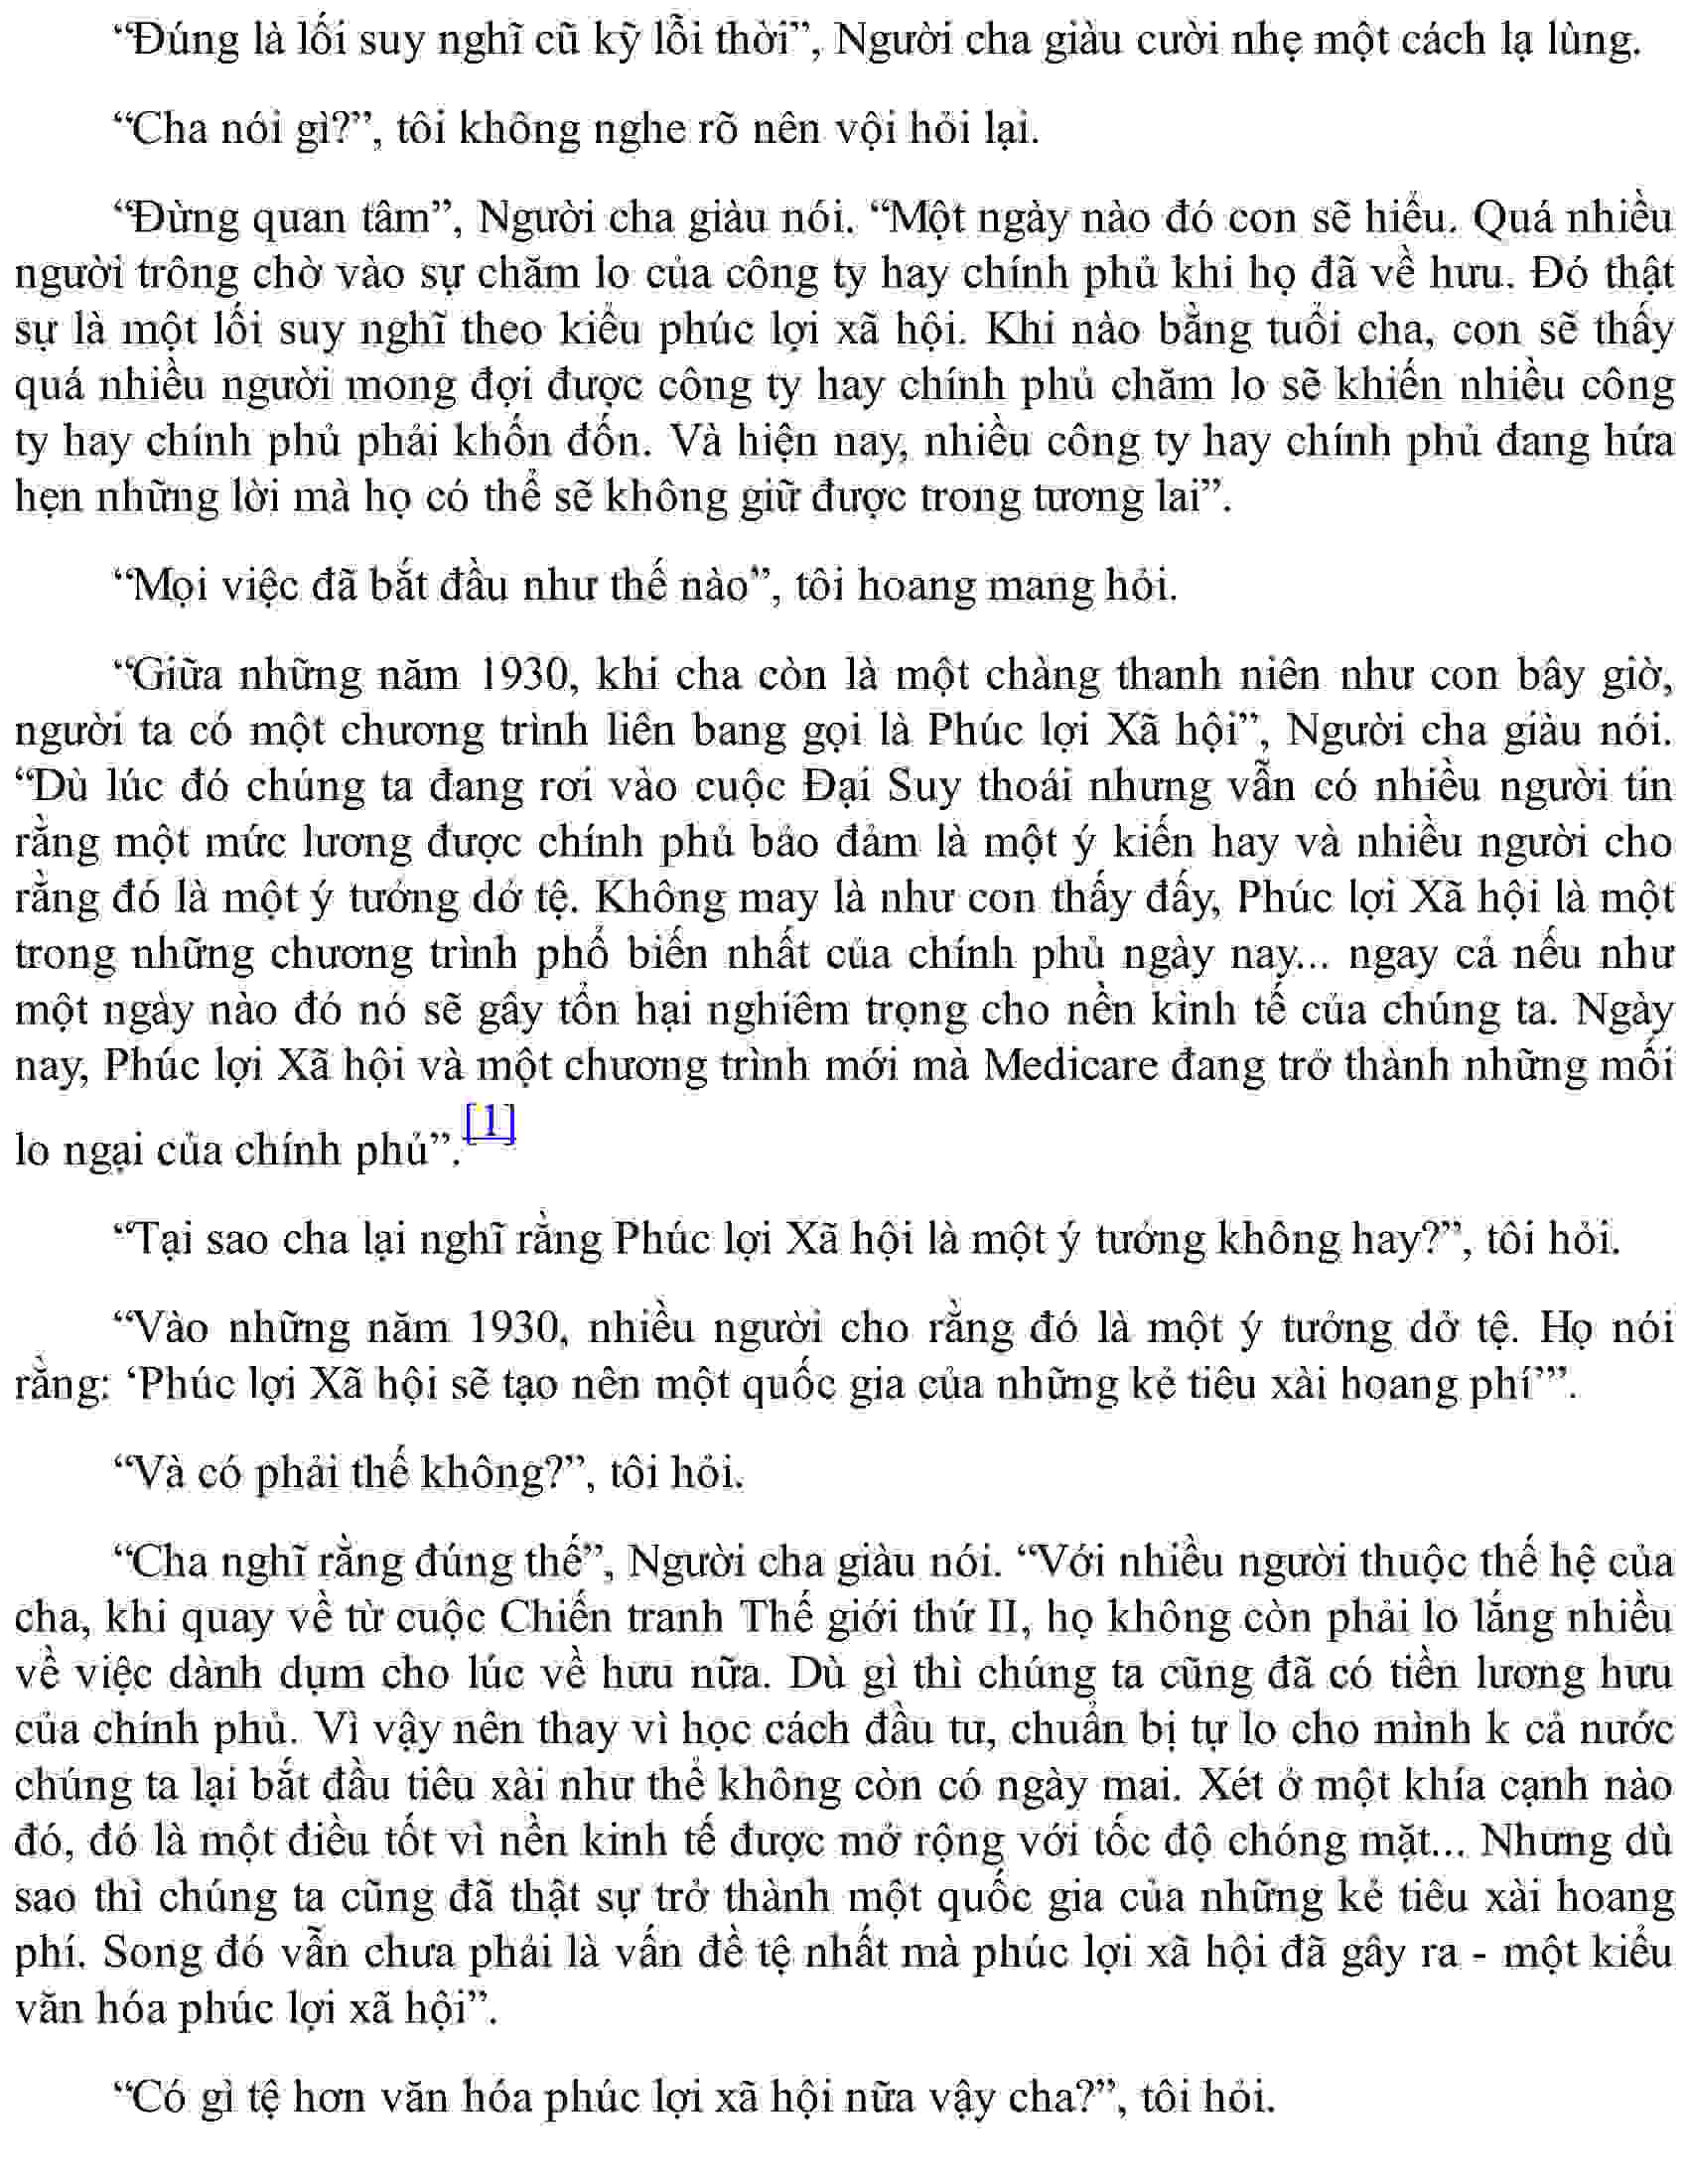 “Đúng là lối suy nghĩ cũ kỹ lỗi thời”, Người cha giàu cười nhẹ một cách lạ lùng.
“Cha nói gì?”, tôi không nghe rõ nên vội hỏi lại.
“Đừng quan tâm”, Người cha giàu nói. “Một ngày nào đó con sẽ hiểu. Quá nhiều
người trông chờ vào sự chăm lo của công ty hay chính phủ khi họ đã về hưu. Đó thật
sự là một lối suy nghĩ theo kiểu phúc lợi xã hội. Khi nào bằng tuổi cha, con sẽ thấy
quá nhiều người mong đợi được công ty hay chính phủ chăm lo sẽ khiến nhiều công
ty hay chính phủ phải khốn đốn. Và hiện nay, nhiều công ty hay chính phủ đang hứa
hẹn những lời mà họ có thể sẽ không giữ được trong tương lai”.
“Mọi việc đã bắt đầu như thế nào”, tôi hoang mang hỏi.
“Giữa những năm 1930, khi cha còn là một chàng thanh niên như con bây giờ,
người ta có một chương trình liên bang gọi là Phúc lợi Xã hội”, Người cha giàu nói.
“Dù lúc đó chúng ta đang rơi vào cuộc Đại Suy thoái nhưng vẫn có nhiều người tin
rằng một mức lương được chính phủ bảo đảm là một ý kiến hay và nhiều người cho
rằng đó là một ý tưởng dở tệ. Không may là như con thấy đấy, Phúc lợi Xã hội là một
trong những chương trình phổ biến nhất của chính phủ ngày nay... ngay cả nếu như
một ngày nào đó nó sẽ gây tổn hại nghiêm trọng cho nền kinh tế của chúng ta. Ngày
nay, Phúc lợi Xã hội và một chương trình mới mà Medicare đang trở thành những mối
lo ngại của chính phủ”.[1]
“Tại sao cha lại nghĩ rằng Phúc lợi Xã hội là một ý tưởng không hay?”, tôi hỏi.
“Vào những năm 1930, nhiều người cho rằng đó là một ý tưởng dở tệ. Họ nói
rằng: ‘Phúc lợi Xã hội sẽ tạo nên một quốc gia của những kẻ tiêu xài hoang phí’”.
“Và có phải thế không?”, tôi hỏi.
“Cha nghĩ rằng đúng thế”, Người cha giàu nói. “Với nhiều người thuộc thế hệ của
cha, khi quay về từ cuộc Chiến tranh Thế giới thứ II, họ không còn phải lo lắng nhiều
về việc dành dụm cho lúc về hưu nữa. Dù gì thì chúng ta cũng đã có tiền lương hưu
của chính phủ. Vì vậy nên thay vì học cách đầu tư, chuẩn bị tự lo cho mình k cả nước
chúng ta lại bắt đầu tiêu xài như thể không còn có ngày mai. Xét ở một khía cạnh nào
đó, đó là một điều tốt vì nền kinh tế được mở rộng với tốc độ chóng mặt... Nhưng dù
sao thì chúng ta cũng đã thật sự trở thành một quốc gia của những kẻ tiêu xài hoang
phí. Song đó vẫn chưa phải là vấn đề tệ nhất mà phúc lợi xã hội đã gây ra - một kiểu
văn hóa phúc lợi xã hội”.
“Có gì tệ hơn văn hóa phúc lợi xã hội nữa vậy cha?”, tôi hỏi.